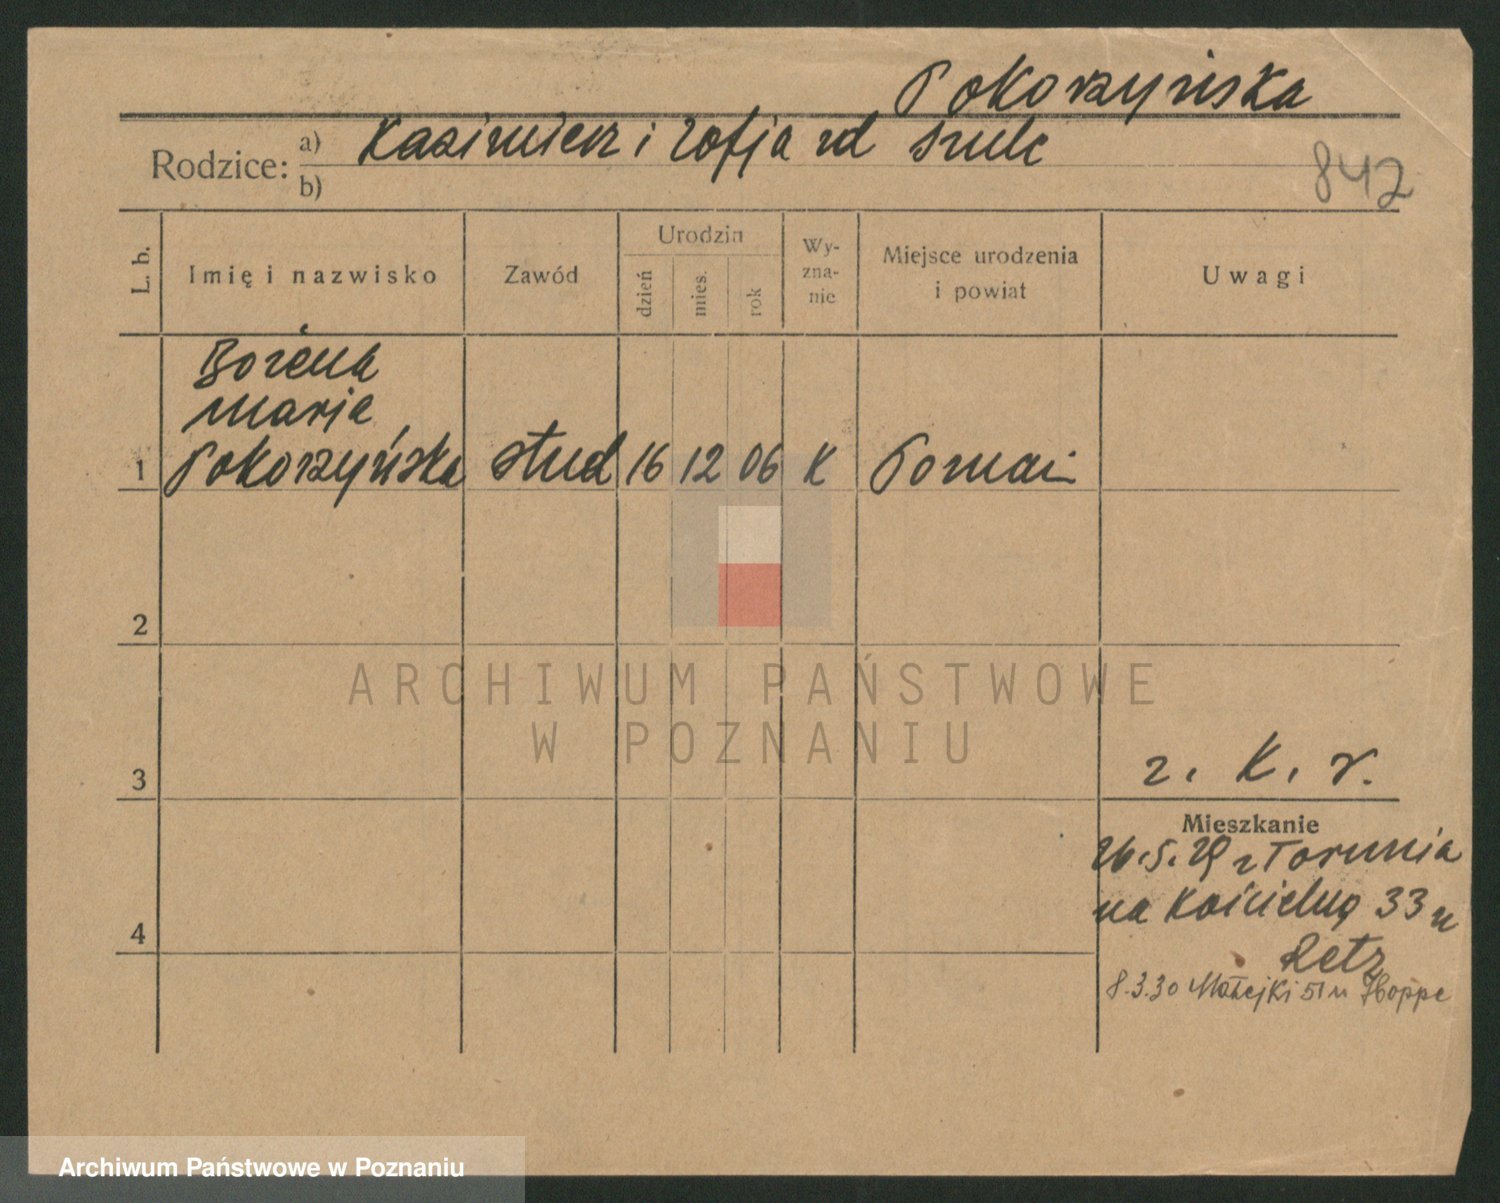 Pokorzyńska
Rodzice: a) Kazimierz i Zofja zd Szulc
b)
842
L. b.
Imię i nazwisko
Zawód
Urodzin
dzień
mies.
rok
Wy-
zna-
nie
Miejsce urodzenia
i powiat
Uwagi
Bożena
Marja
1 Pokorzyńska stud 16 12 06 K Poznań
2
ARCHIWUM PAŃSTWOWE
W POZNANIU
3
z. K. r.
Mieszkanie
26.5.29 z Torunia
na Kościelną 33 u
4
Retz
8.3.30 Matejki 51 u Hoppe
Archiwum Państwowe w Poznaniu